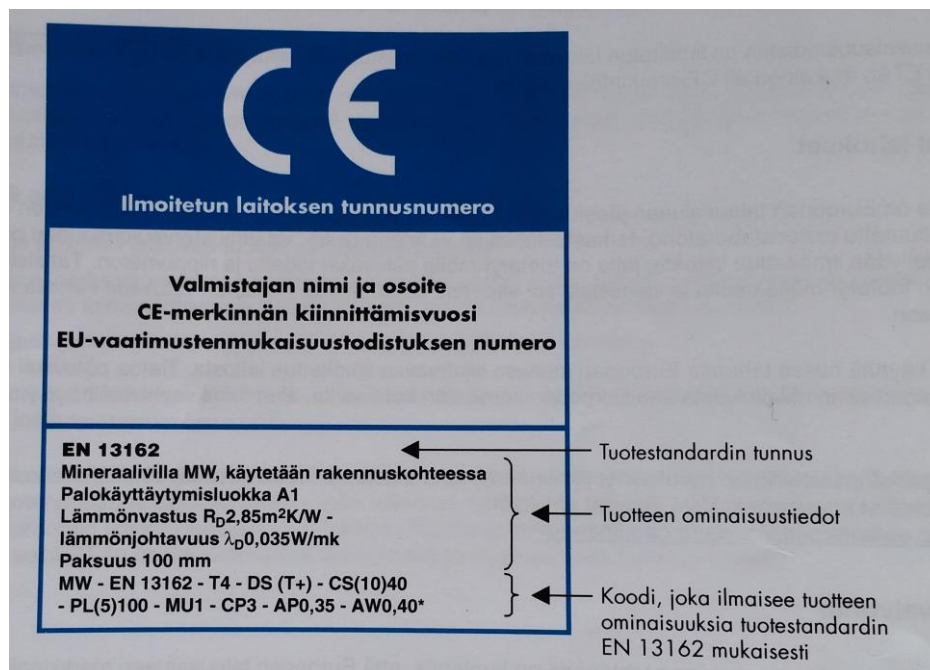 CE
Ilmoitetun laitoksen tunnusnumero
Valmistajan nimi ja osoite
CE-merkinnän kiinnittämisvuosi
EU-vaatimustenmukaisuustodistuksen numero
EN 13162
Mineraalivilla MW, käytetään rakennuskohteessa
Palokäyttäytymisluokka A1
Lämmönvastus RD2,85m²K/W -
lämmönjohtavuus λD0,035W/mk
Paksuus 100 mm
MW - EN 13162 - T4 - DS (T+) - CS(10)40
- PL(5)100 - MU1 - CP3 - AP0,35 - AW0,40*
Tuotestandardin tunnus
Tuotteen ominaisuustiedot
Koodi, joka ilmaisee tuotteen
ominaisuuksia tuotestandardin
EN 13162 mukaisesti